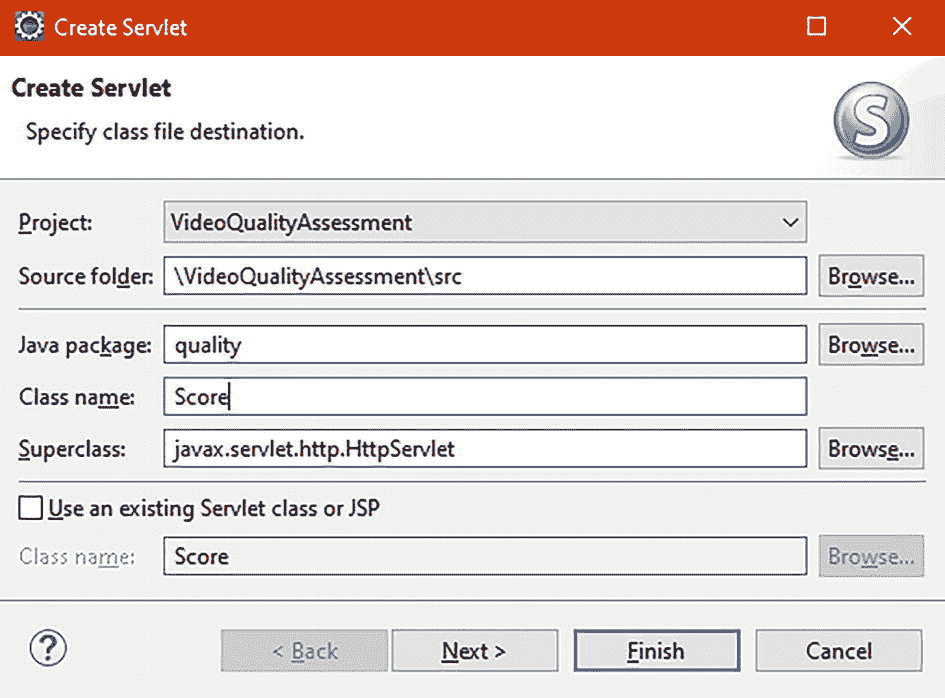 Create Servlet
Create Servlet
Specify class file destination.
S
Project: VideoQualityAssessment
Source folder: \VideoQualityAssessment\src Browse...
Java package: quality Browse...
Class name: Score
Superclass: javax.servlet.http.HttpServlet Browse...
Use an existing Servlet class or JSP
Class name: Score Browse...
? < Back Next > Finish Cancel